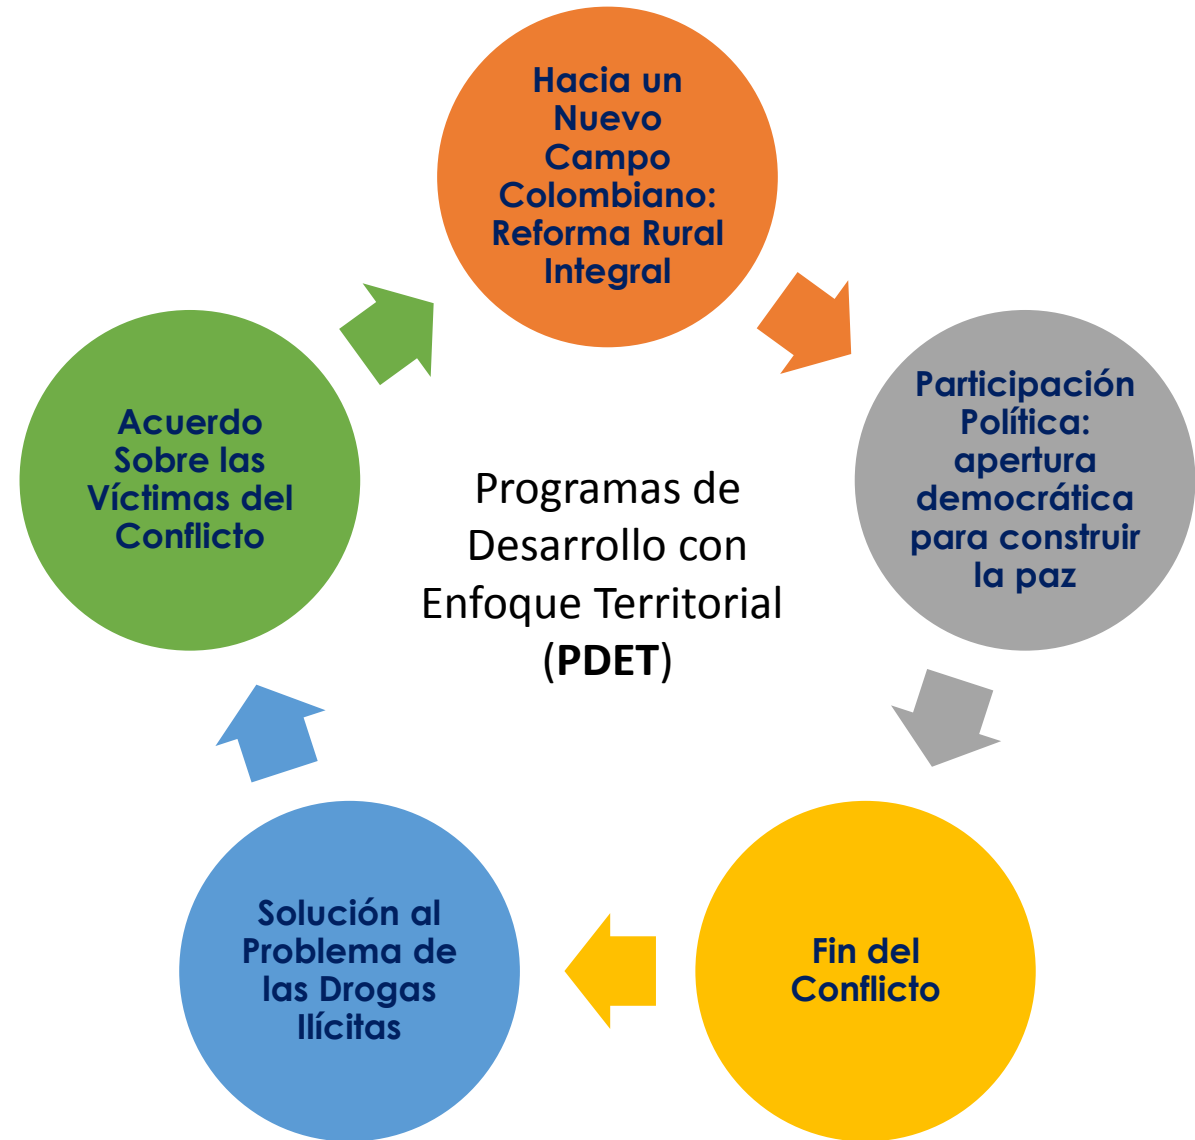 Hacia un
Nuevo
Campo
Colombiano:
Reforma Rural
Integral
Participación
Política:
apertura
democrática
para construir
la paz
Fin del
Conflicto
Solución al
Problema de
las Drogas
Ilícitas
Acuerdo
Sobre las
Víctimas del
Conflicto
Programas de
Desarrollo con
Enfoque Territorial
(PDET)